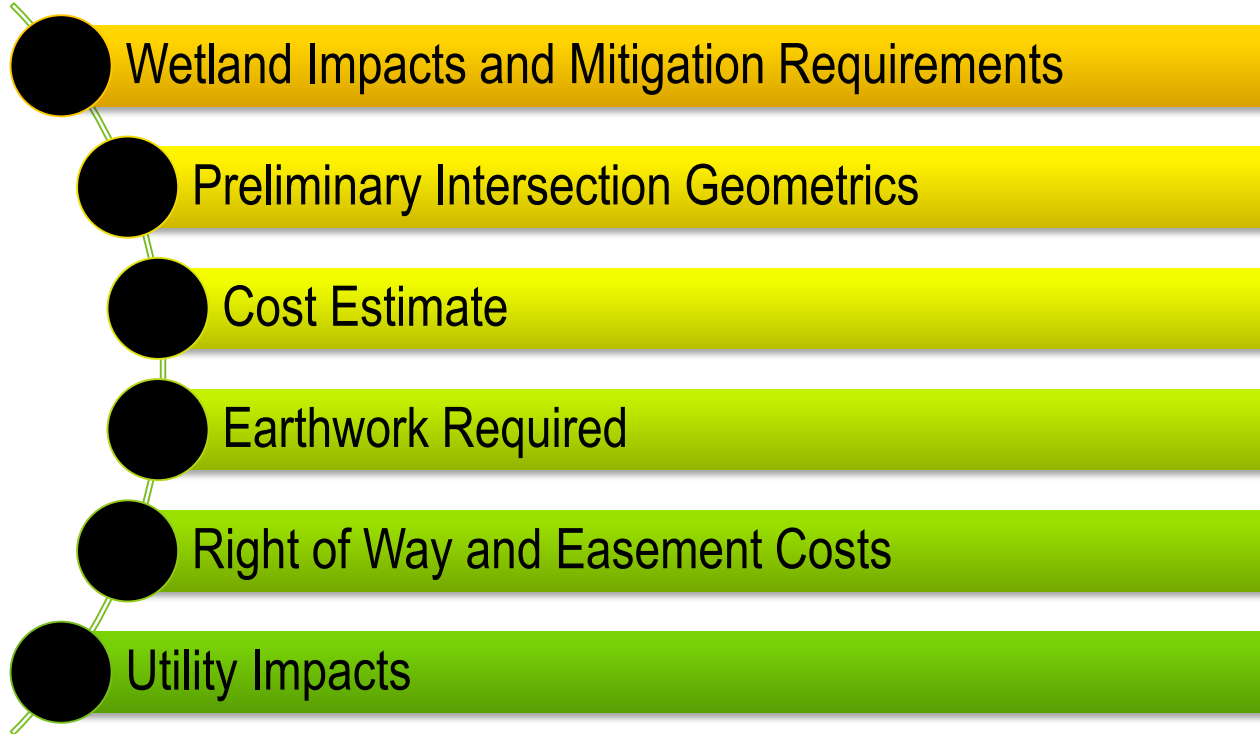 Wetland Impacts and Mitigation Requirements
Preliminary Intersection Geometrics
Cost Estimate
Earthwork Required
Right of Way and Easement Costs
Utility Impacts